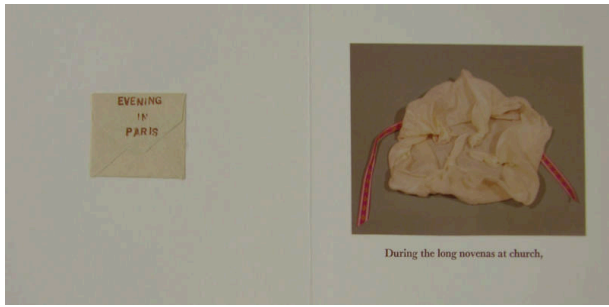 EVENING
IN
PARIS
During the long novenas at church,